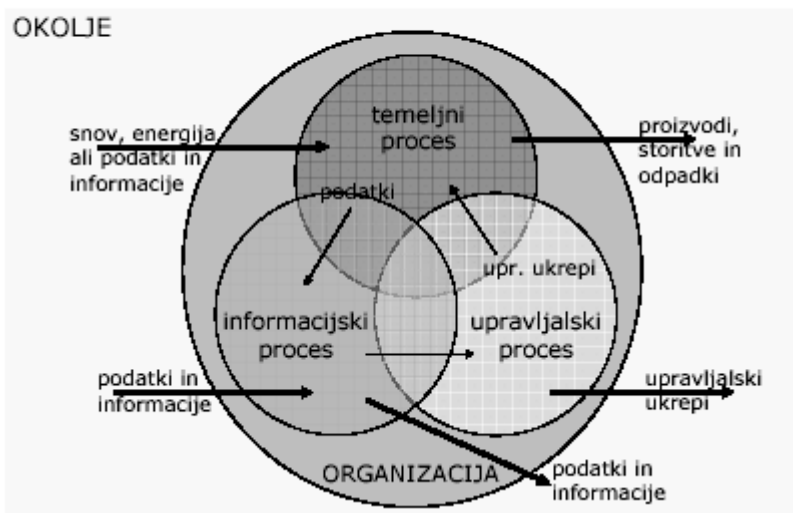 OKOLJE
temeljni
proces
snov, energija
ali podatki in
informacije
proizvodi,
storitve in
odpadki
podatki
upr. ukrepi
informacijski
proces
upravljalski
proces
podatki in
informacije
upravljalski
ukrepi
ORGANIZACIJA
podatki in
informacije